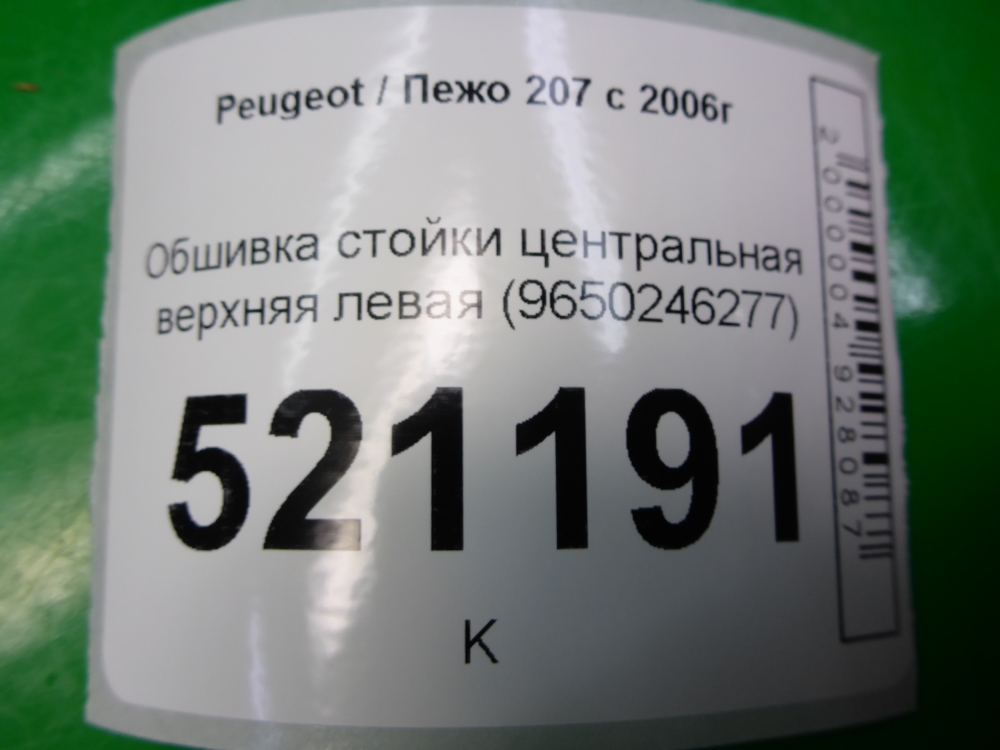 Peugeot / Пежо 207 с 2006г
Обшивка стойки центральная
верхняя левая (9650246277)
521191
К
2000004928087